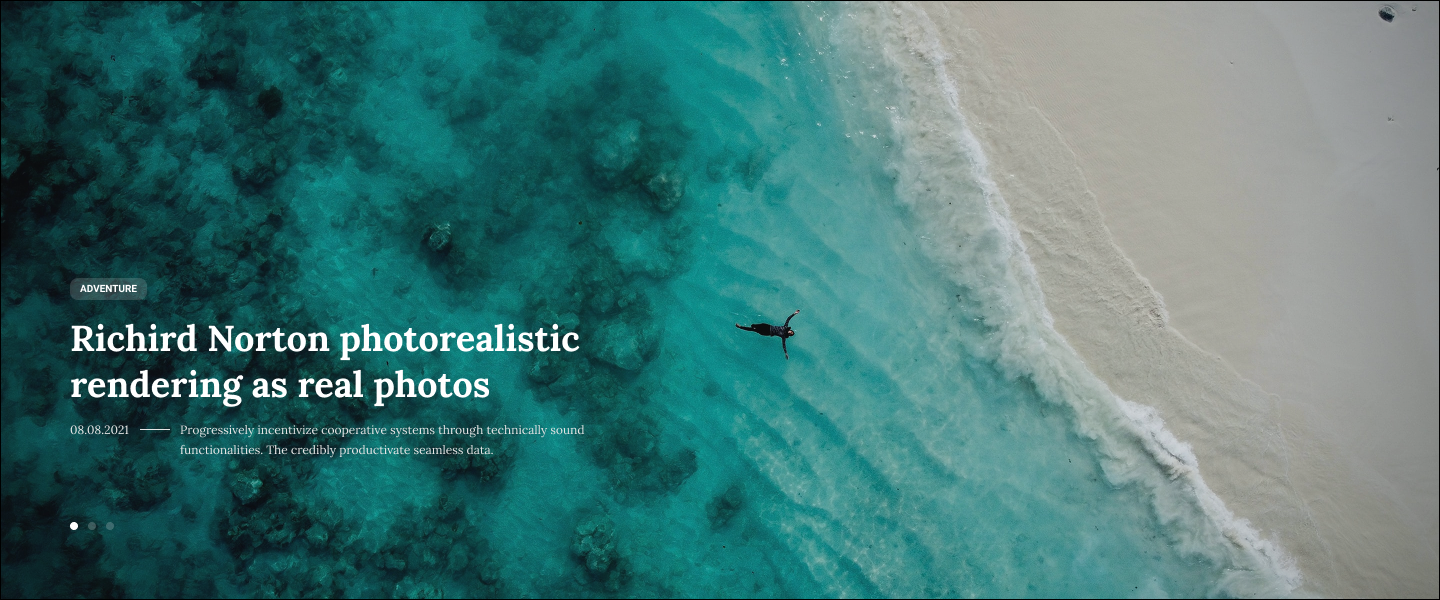 ADVENTURE
Richird Norton photorealistic
rendering as real photos
08.08.2021
Progressively incentivize cooperative systems through technically sound
functionalities. The credibly productivate seamless data.